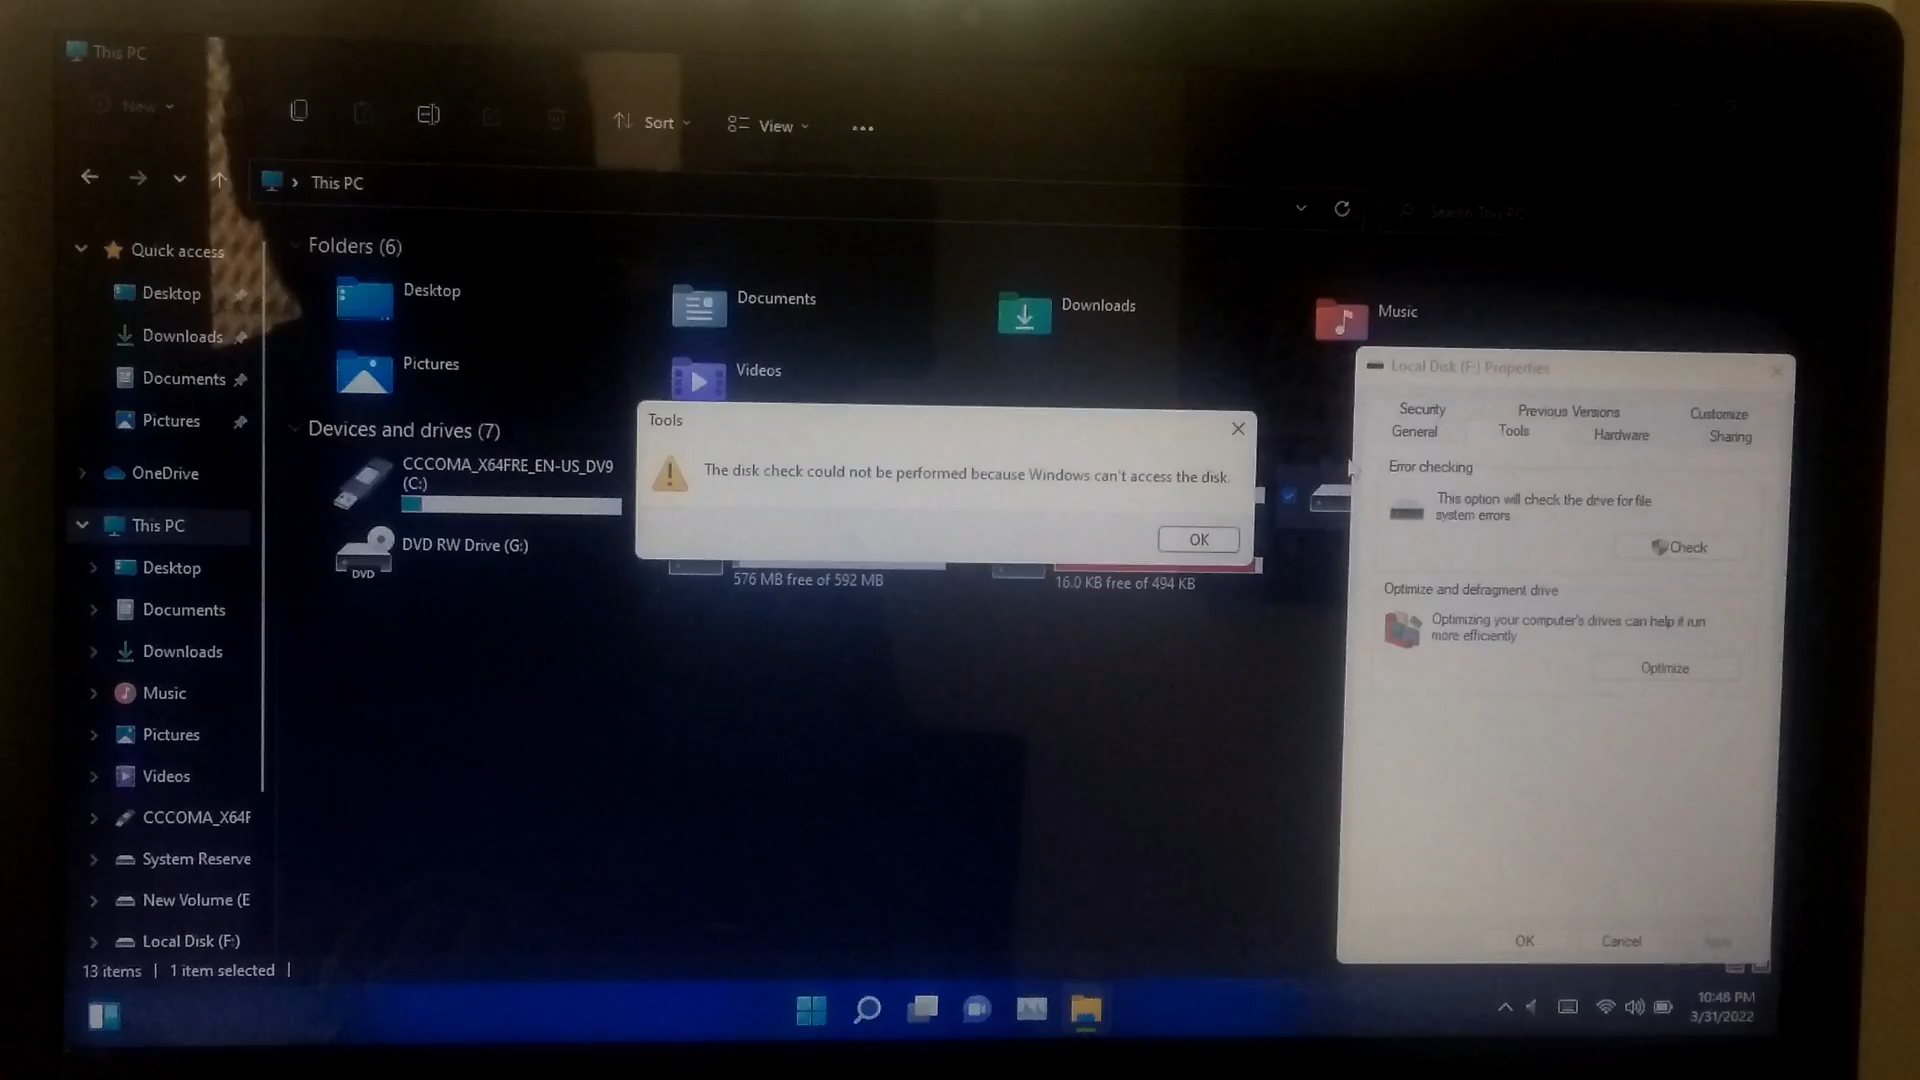 This PC
New
Sort
View
This PC
Search This PC
Quick access
Desktop
Downloads
Documents
Pictures
OneDrive
This PC
Desktop
Documents
Downloads
Music
Pictures
Videos
CCCOMA_X64F
System Reserve
New Volume (E
Local Disk (F:)
13 items
1 item selected
Folders (6)
Desktop
Documents
Downloads
Music
Pictures
Videos
Devices and drives (7)
CCCOMA_X64FRE_EN-US_DV9
(C:)
DVD RW Drive (G:)
DVD
576 MB free of 592 MB
16.0 KB free of 494 KB
Tools
The disk check could not be performed because Windows can't access the disk.
OK
Local Disk (F:) Properties
Security
Previous Versions
Customize
General
Tools
Hardware
Sharing
Error checking
This option will check the drive for file
system errors
Check
Optimize and defragment drive
Optimizing your computer's drives can help it run
more efficiently
Optimize
OK
Cancel
10:48 PM
3/31/2022